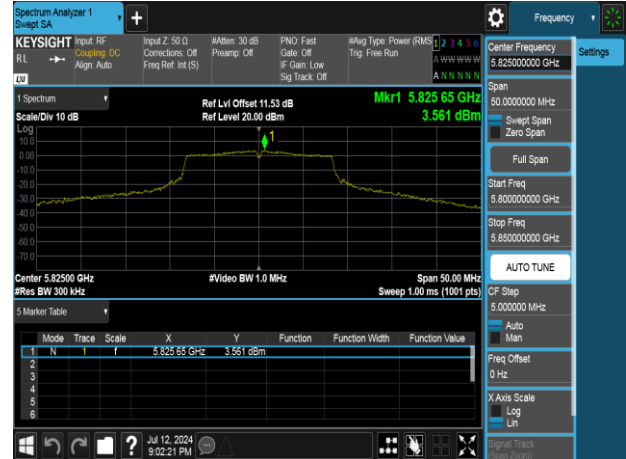 Spectrum Analyzer 1
Swept SA
Frequency
KEYSIGHT
RL
LXI
Input: RF
Coupling: DC
Align: Auto
Input Z: 50 Ω
Corrections: Off
Freq Ref: Int (S)
#Atten: 30 dB
Preamp: Off
PNO: Fast
Gate: Off
IF Gain: Low
Sig Track: Off
#Avg Type: Power (RMS
Trig: Free Run
1 2 3 4 5 6
A W W W W W
A N N N N N
1 Spectrum
Scale/Div 10 dB
Ref Lvl Offset 11.53 dB
Ref Level 20.00 dBm
Mkr1 5.825 65 GHz
3.561 dBm
Log
10.0
0.00
-10.0
-20.0
-30.0
-40.0
-50.0
-60.0
-70.0
1
Center 5.82500 GHz
#Res BW 300 kHz
#Video BW 1.0 MHz
Span 50.00 MHz
Sweep 1.00 ms (1001 pts)
5 Marker Table
Mode Trace Scale X Y Function Function Width Function Value
1 N 1 f 5.825 65 GHz 3.561 dBm
2
3
4
5
6
Jul 12, 2024
9:02:21 PM
Center Frequency
5.825000000 GHz
Settings
Span
50.0000000 MHz
Swept Span
Zero Span
Full Span
Start Freq
5.800000000 GHz
Stop Freq
5.850000000 GHz
AUTO TUNE
CF Step
5.000000 MHz
Auto
Man
Freq Offset
0 Hz
X Axis Scale
Log
Lin
Signal Track
(Span Zoom)